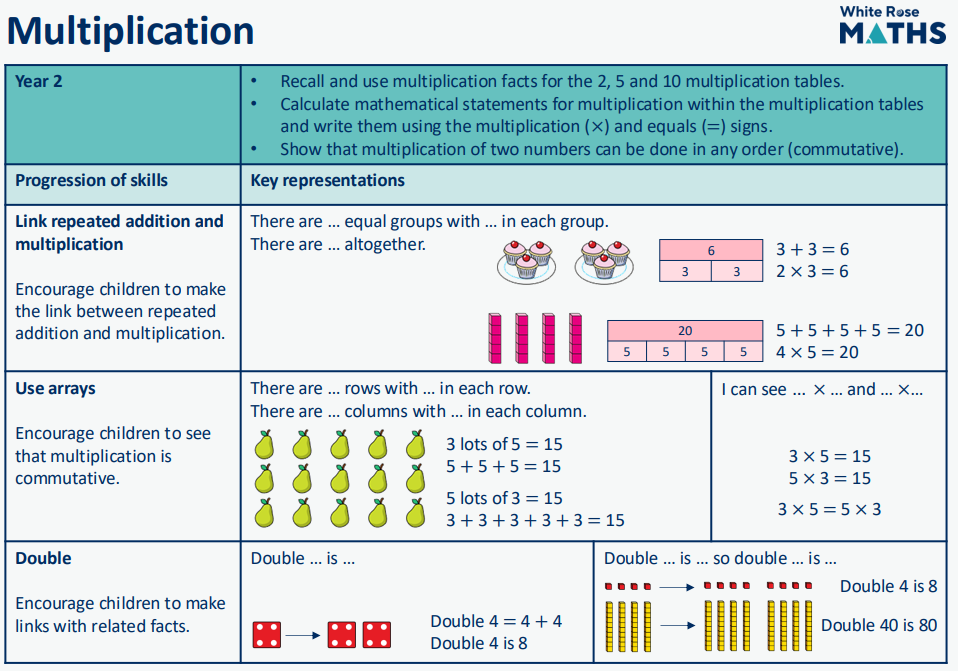 Multiplication
White Rose
MATHS
Year 2
• Recall and use multiplication facts for the 2, 5 and 10 multiplication tables.
• Calculate mathematical statements for multiplication within the multiplication tables
and write them using the multiplication (×) and equals (=) signs.
• Show that multiplication of two numbers can be done in any order (commutative).
Progression of skills
Key representations
Link repeated addition and
multiplication
Encourage children to make
the link between repeated
addition and multiplication.
There are ... equal groups with ... in each group.
There are ... altogether.
6
3 3
3 + 3 = 6
2 × 3 = 6
20
5 5 5 5
5 + 5 + 5 + 5 = 20
4 × 5 = 20
Use arrays
Encourage children to see
that multiplication is
commutative.
There are ... rows with ... in each row.
There are ... columns with ... in each column.
3 lots of 5 = 15
5 + 5 + 5 = 15
5 lots of 3 = 15
3 + 3 + 3 + 3 + 3 = 15
I can see ... × ... and ... ×...
3 × 5 = 15
5 × 3 = 15
3 × 5 = 5 × 3
Double
Encourage children to make
links with related facts.
Double ... is ...
Double 4 = 4 + 4
Double 4 is 8
Double ... is ... so double ... is ...
Double 4 is 8
Double 40 is 80